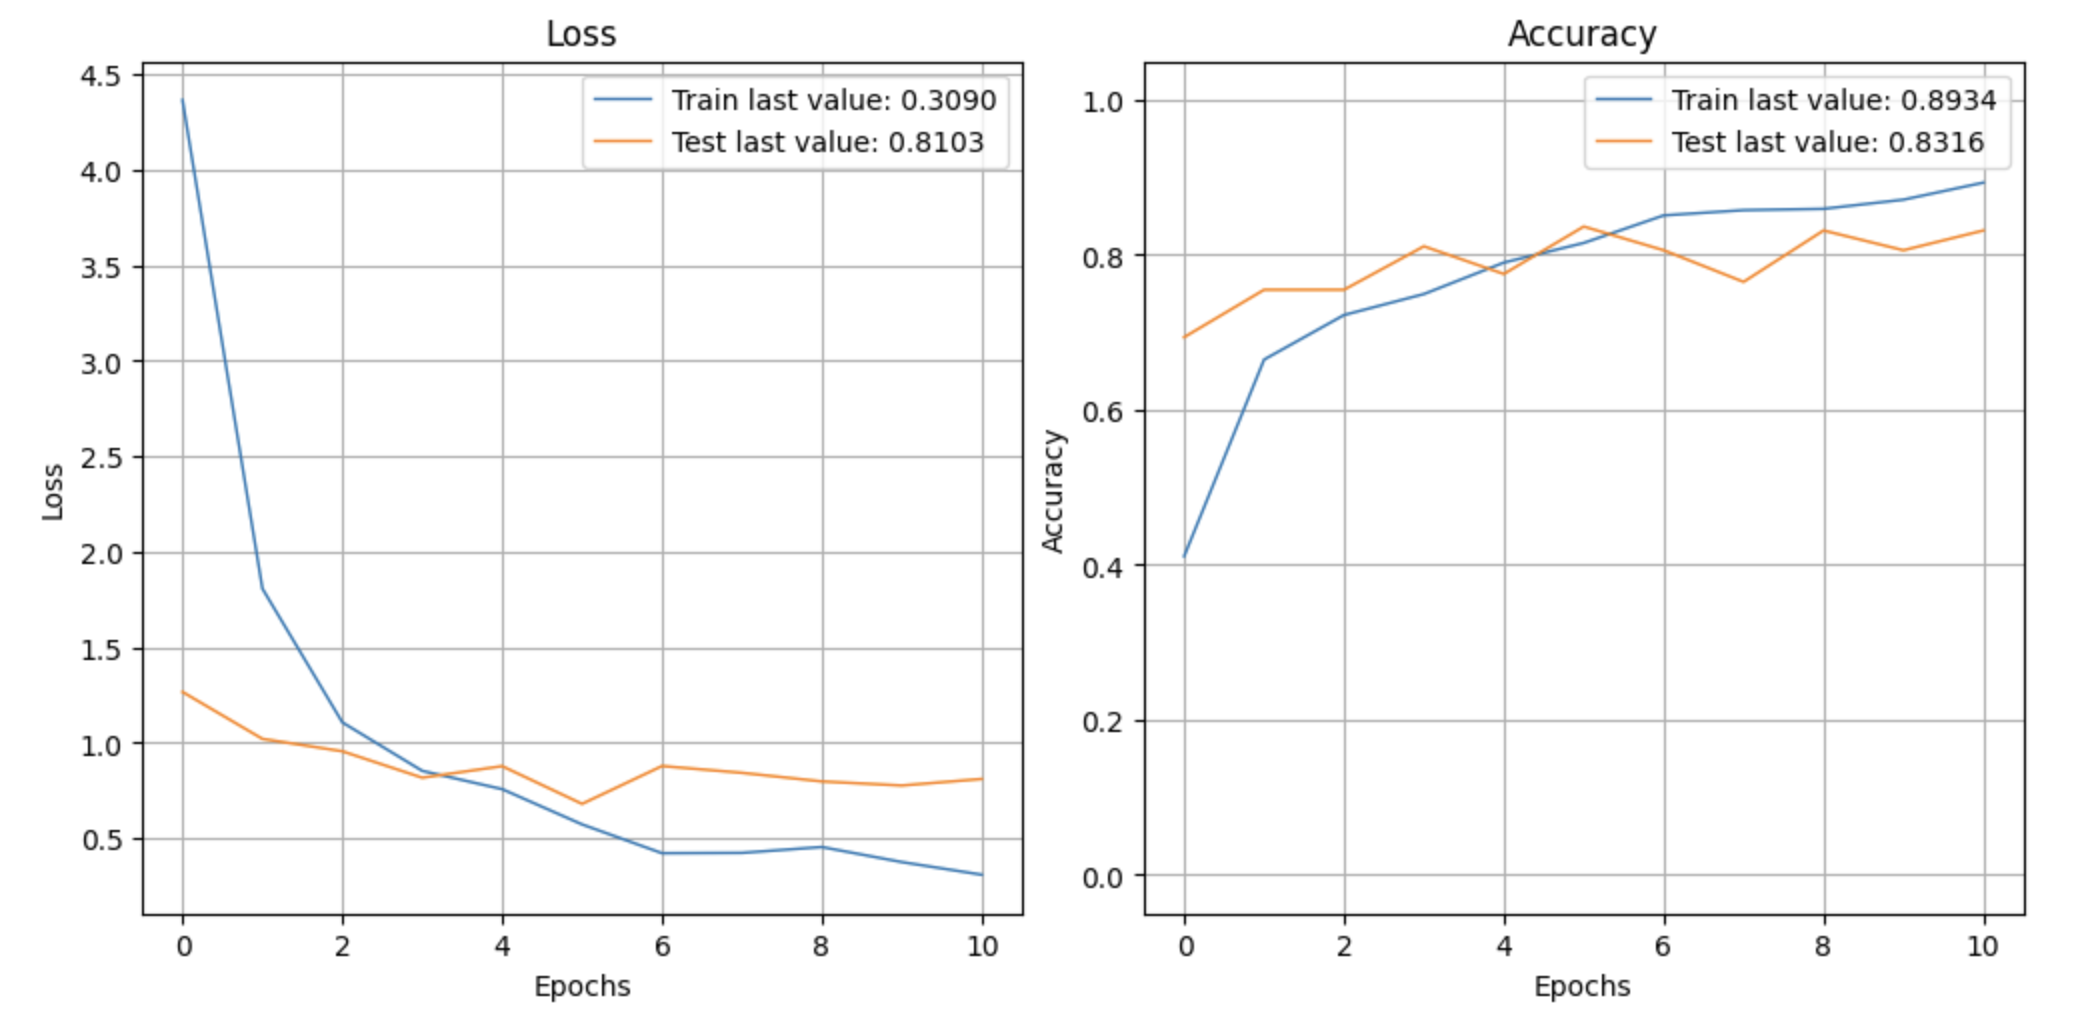 Loss
4.5
4.0
3.5
3.0
2.5
2.0
1.5
1.0
0.5
Loss
Train last value: 0.3090
Test last value: 0.8103
0 2 4 6 8 10
Epochs
Accuracy
1.0
0.8
0.6
0.4
0.2
0.0
Accuracy
Train last value: 0.8934
Test last value: 0.8316
0 2 4 6 8 10
Epochs